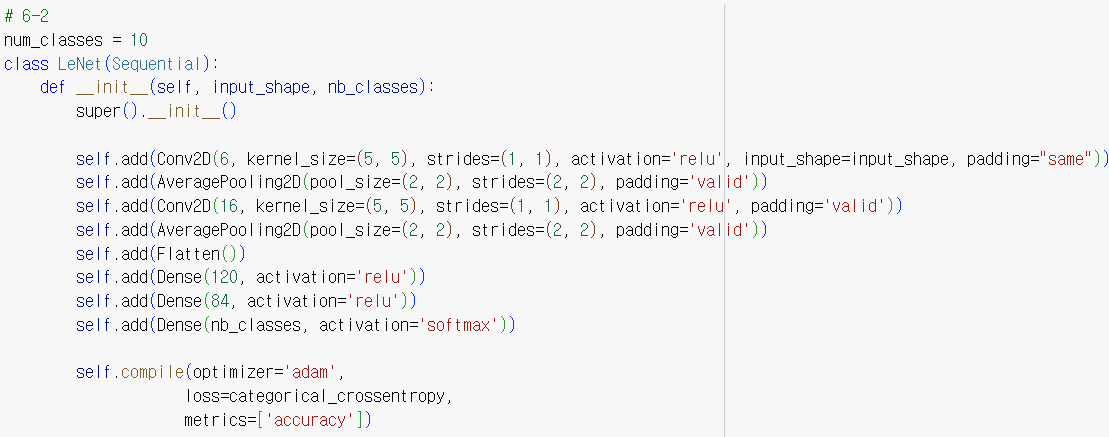 # 6-2
num_classes = 10
class LeNet(Sequential):
    def __init__(self, input_shape, nb_classes):
        super().__init__()

        self.add(Conv2D(6, kernel_size=(5, 5), strides=(1, 1), activation='relu', input_shape=input_shape, padding="same"))
        self.add(AveragePooling2D(pool_size=(2, 2), strides=(2, 2), padding='valid'))
        self.add(Conv2D(16, kernel_size=(5, 5), strides=(1, 1), activation='relu', padding='valid'))
        self.add(AveragePooling2D(pool_size=(2, 2), strides=(2, 2), padding='valid'))
        self.add(Flatten())
        self.add(Dense(120, activation='relu'))
        self.add(Dense(84, activation='relu'))
        self.add(Dense(nb_classes, activation='softmax'))

        self.compile(optimizer='adam',
                    loss=categorical_crossentropy,
                    metrics=['accuracy'])